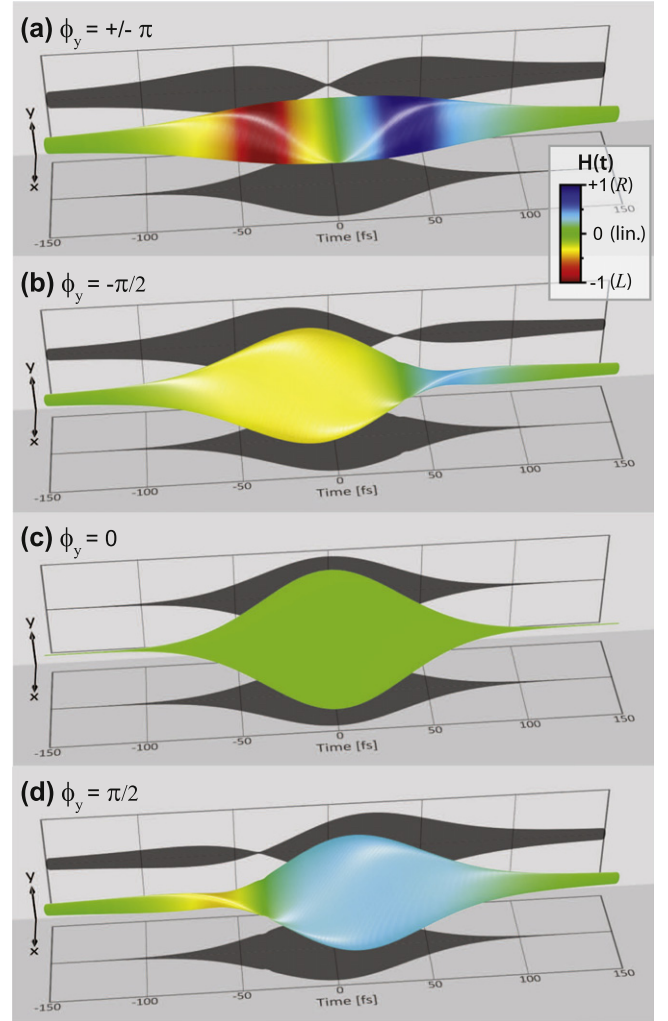 (a) ϕy = +/- π
y
x
-150
-100
-50
0
50
150
Time [fs]
H(t)
+1 (R)
0 (lin.)
-1 (L)
(b) ϕy = -π/2
y
x
-150
-100
-50
0
50
100
150
Time [fs]
(c) ϕy = 0
y
x
-150
-100
-50
0
50
100
150
Time [fs]
(d) ϕy = π/2
y
x
-150
-100
-50
0
50
100
150
Time [fs]